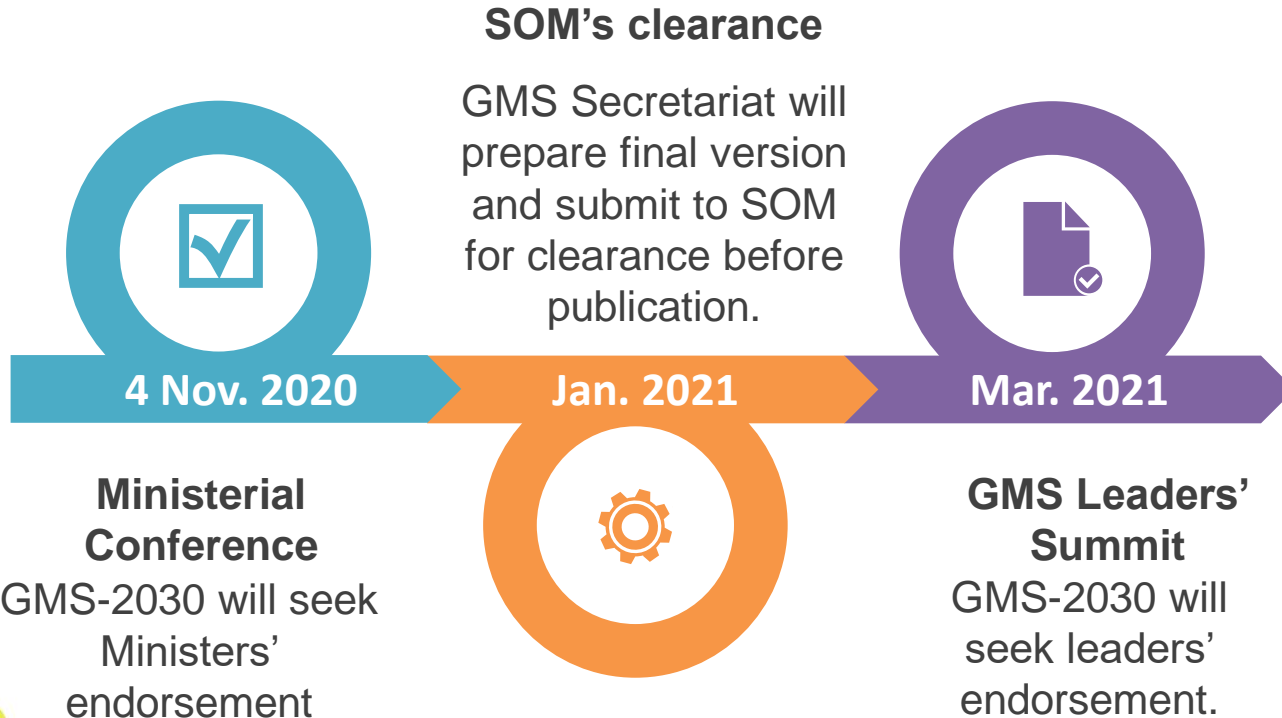 SOM’s clearance
GMS Secretariat will
prepare final version
and submit to SOM
for clearance before
publication.
4 Nov. 2020
Jan. 2021
Mar. 2021
Ministerial
Conference
GMS-2030 will seek
Ministers’
endorsement
GMS Leaders’
Summit
GMS-2030 will
seek leaders’
endorsement.